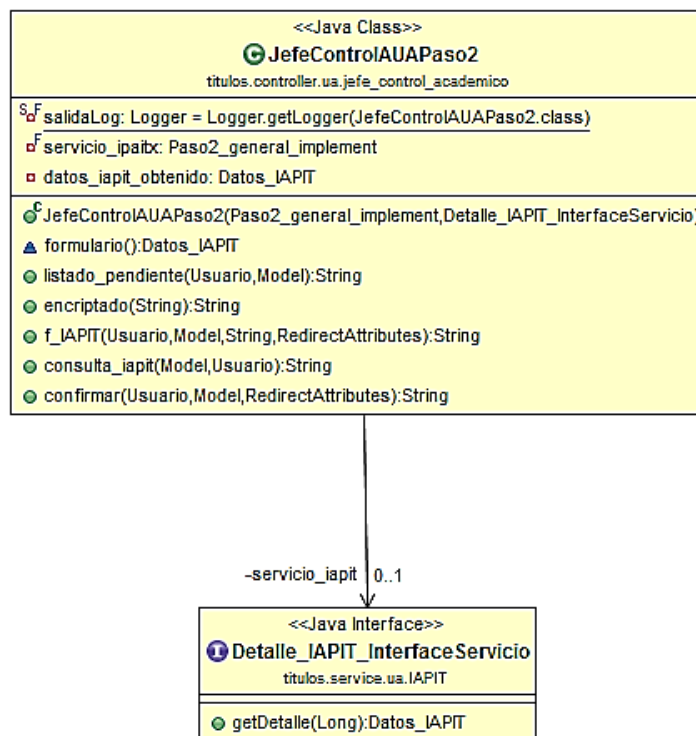 <<Java Class>>
C JefeControlAUAPaso2
titulos.controller.ua.jefe_control_academico
S F salidaLog: Logger = Logger.getLogger(JefeControlAUAPaso2.class)
F servicio_ipaitx: Paso2_general_implement
datos_iapit_obtenido: Datos_IAPIT
C JefeControlAUAPaso2(Paso2_general_implement,Detalle_IAPIT_InterfaceServicio)
formulario():Datos_IAPIT
listado_pendiente(Usuario,Model):String
encriptado(String):String
f_IAPIT(Usuario,Model,String,RedirectAttributes):String
consulta_iapit(Model,Usuario):String
confirmar(Usuario,Model,RedirectAttributes):String
-servicio_iapit 0..1
<<Java Interface>>
I Detalle_IAPIT_InterfaceServicio
titulos.service.ua.IAPIT
getDetalle(Long):Datos_IAPIT